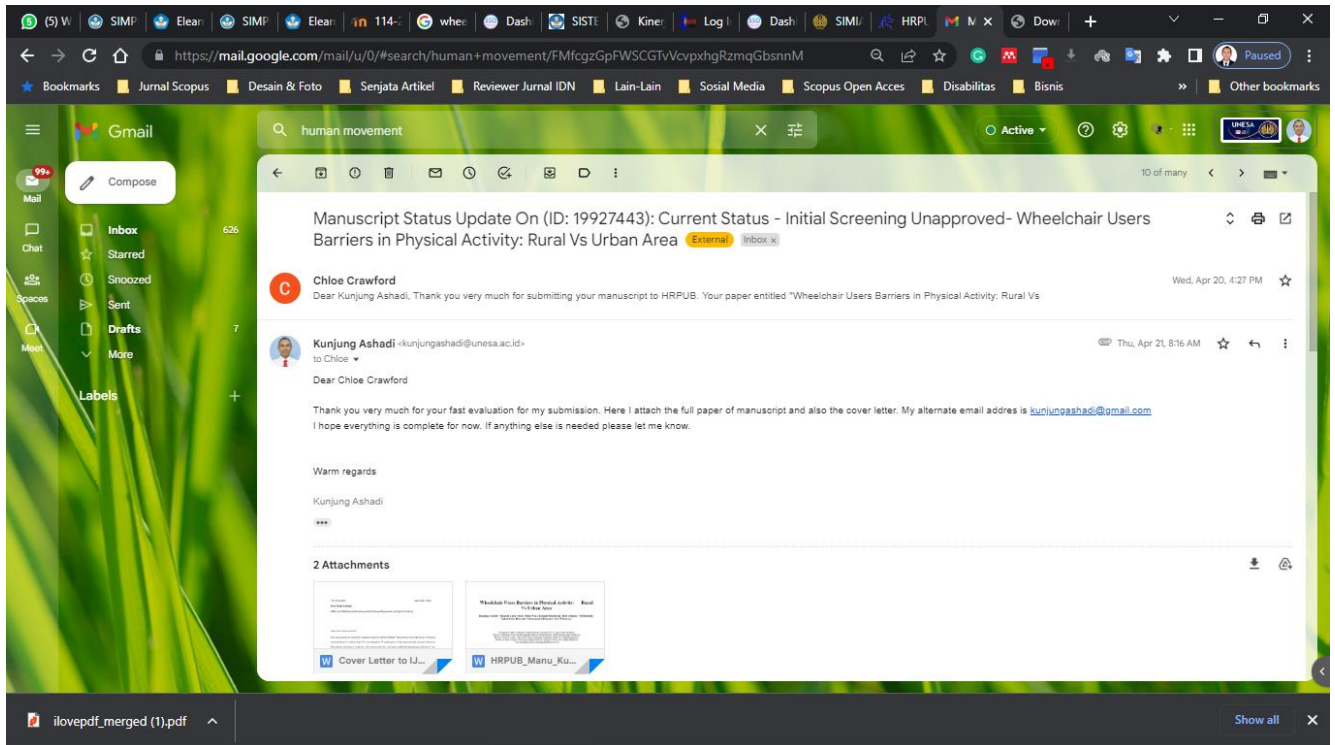 (5) W
SIMP
Elean
SIMP
Elean
114-2
whee
Dash
SISTE
Kiner
Log I
Dash
SIMIA
HRPU
M
Dowr
https://mail.google.com/mail/u/0/#search/human+movement/FMfcgzGpFWSCGTvVcvpxhgRzmqGbsnnM
Paused
Bookmarks
Jurnal Scopus
Desain & Foto
Senjata Artikel
Reviewer Jurnal IDN
Lain-Lain
Sosial Media
Scopus Open Acces
Disabilitas
Bisnis
»
Other bookmarks
Gmail
human movement
Active
UNESA
99+
Mail
Chat
Spaces
Meet
Compose
Inbox 626
Starred
Snoozed
Sent
Drafts 7
More
Labels
10 of many
Manuscript Status Update On (ID: 19927443): Current Status - Initial Screening Unapproved- Wheelchair Users
Barriers in Physical Activity: Rural Vs Urban Area External Inbox x
C
Chloe Crawford Wed, Apr 20, 4:27 PM
Dear Kunjung Ashadi, Thank you very much for submitting your manuscript to HRPUB. Your paper entitled "Wheelchair Users Barriers in Physical Activity: Rural Vs
Kunjung Ashadi <kunjungashadi@unesa.ac.id> Thu, Apr 21, 8:16 AM
to Chloe
Dear Chloe Crawford
Thank you very much for your fast evaluation for my submission. Here I attach the full paper of manuscript and also the cover letter. My alternate email addres is kunjungashadi@gmail.com
I hope everything is complete for now. If anything else is needed please let me know.
Warm regards
Kunjung Ashadi
2 Attachments
Wheelchair Users Barriers in Physical Activity: Rural
Vs Urban Area
W Cover Letter to IJ...
W HRPUB_Manu_Ku...
ilovepdf_merged (1).pdf
Show all